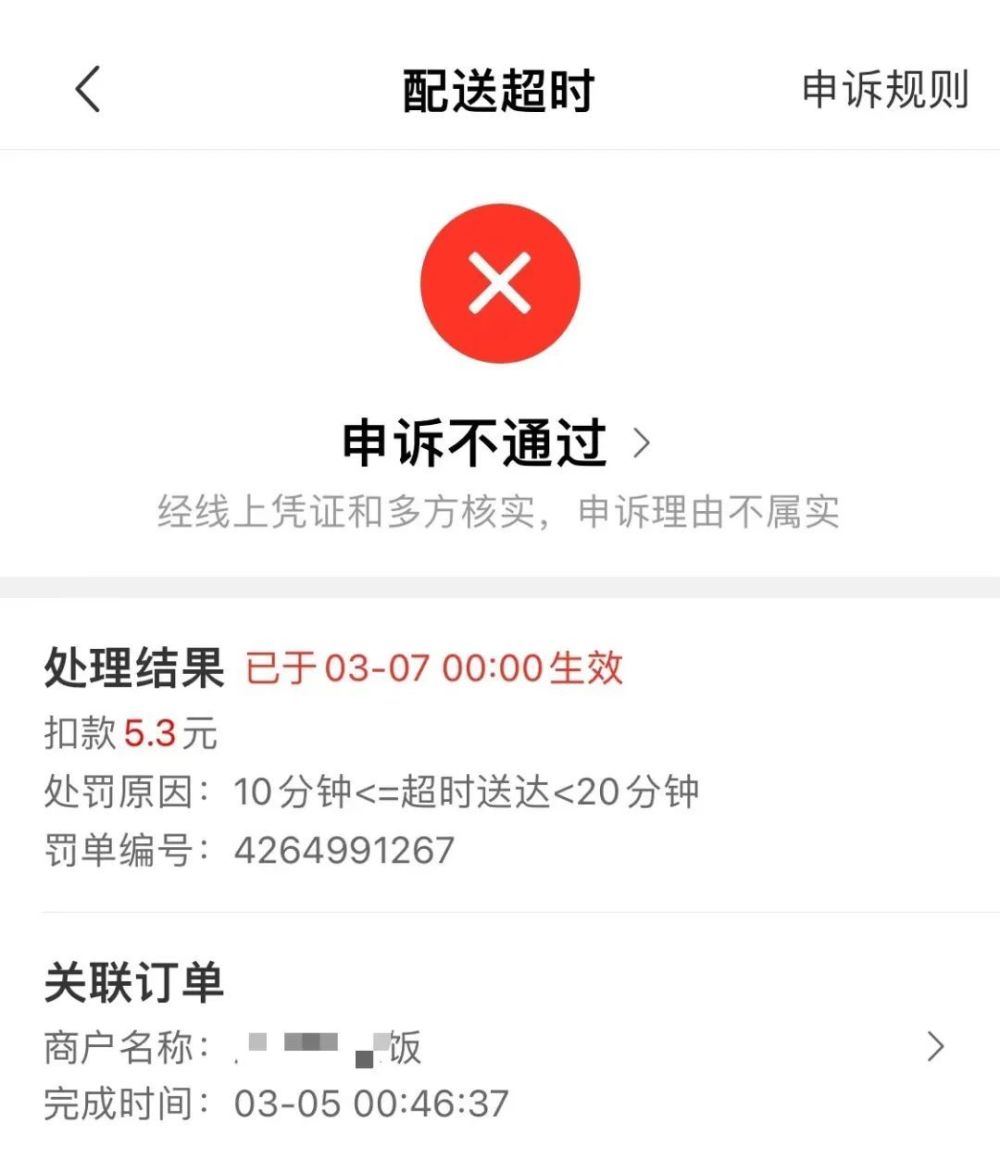 配送超时
申诉规则
申诉不通过
经线上凭证和多方核实，申诉理由不属实
处理结果 已于03-07 00:00生效
扣款5.3元
处罚原因：10分钟<=超时送达<20分钟
罚单编号：4264991267
关联订单
商户名称：饭
完成时间：03-05 00:46:37